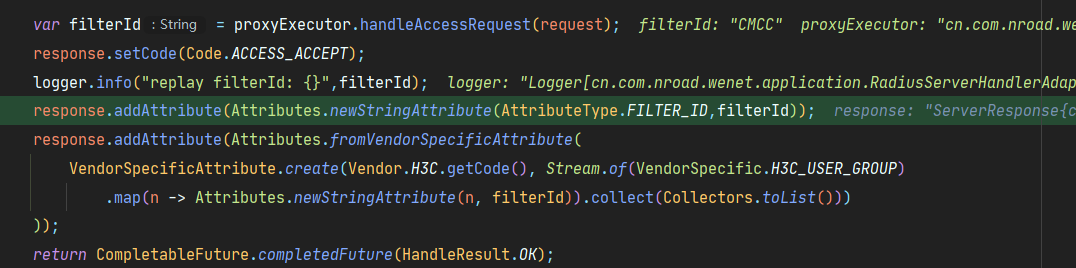 var filterId : String = proxyExecutor.handleAccessRequest(request); filterId: "CMCC" proxyExecutor: "cn.com.nroad.we
response.setCode(Code.ACCESS_ACCEPT);
logger.info("replay filterId: {}",filterId); logger: "Logger[cn.com.nroad.wenet.application.RadiusServerHandlerAdap
response.addAttribute(Attributes.newStringAttribute(AttributeType.FILTER_ID,filterId)); response: "ServerResponse{c
response.addAttribute(Attributes.fromVendorSpecificAttribute(
VendorSpecificAttribute.create(Vendor.H3C.getCode(), Stream.of(VendorSpecific.H3C_USER_GROUP)
.map(n -> Attributes.newStringAttribute(n, filterId)).collect(Collectors.toList()))
));
return CompletableFuture.completedFuture(HandleResult.OK);